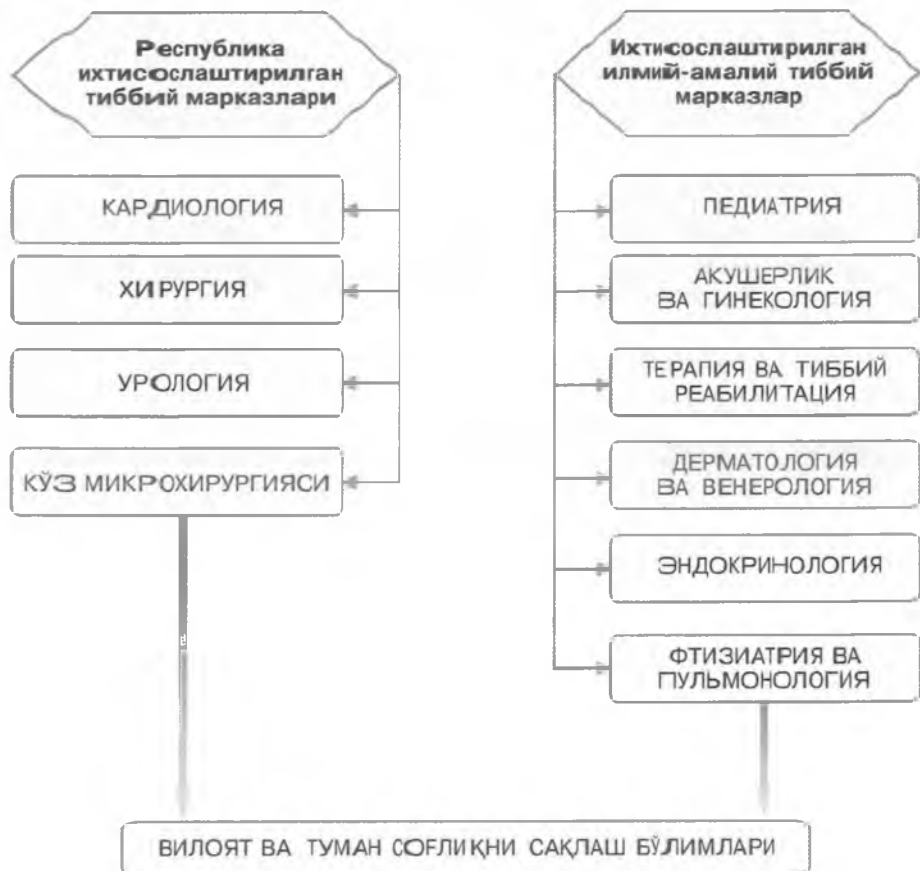 Республика
ихтисослаштирилган
тиббий марказлари
КАРДИОЛОГИЯ
ХИРУРГИЯ
УРОЛОГИЯ
КЎЗ МИКРОХИРУРГИЯСИ
Ихтисослаштирилган
илмий-амалий тиббий
марказлар
ПЕДИАТРИЯ
АКУШЕРЛИК
ВА ГИНЕКОЛОГИЯ
ТЕРАПИЯ ВА ТИББИЙ
РЕАБИЛИТАЦИЯ
ДЕРМАТОЛОГИЯ
ВА ВЕНЕРОЛОГИЯ
ЭНДОКРИНОЛОГИЯ
ФТИЗИАТРИЯ ВА
ПУЛЬМОНОЛОГИЯ
ВИЛОЯТ ВА ТУМАН СОҒЛИҚНИ САҚЛАШ БЎЛИМЛАРИ